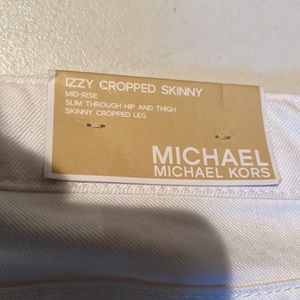 IZZY CROPPED SKINNY
MID-RISE
SLIM THROUGH HIP AND THIGH
SKINNY CROPPED LEG
MICHAEL
MICHAEL KORS